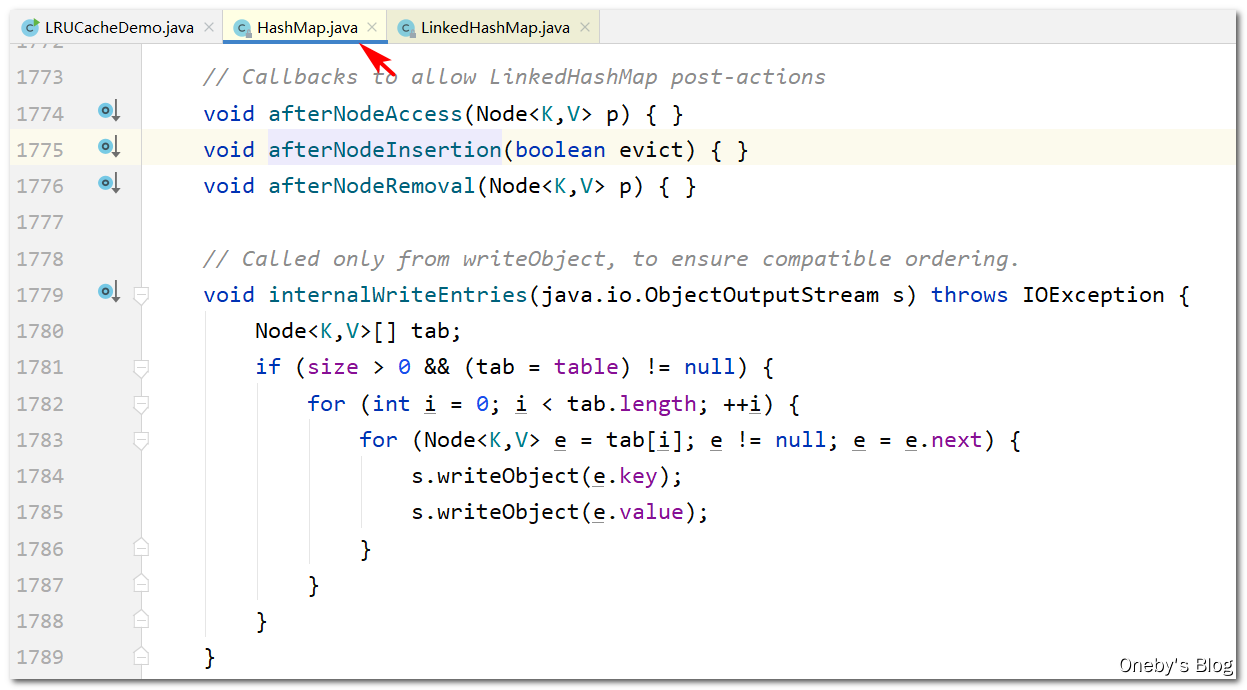 LRUCacheDemo.java × HashMap.java × LinkedHashMap.java ×
1773 // Callbacks to allow LinkedHashMap post-actions
1774 void afterNodeAccess(Node<K,V> p) { }
1775 void afterNodeInsertion(boolean evict) { }
1776 void afterNodeRemoval(Node<K,V> p) { }
1777
1778 // Called only from writeObject, to ensure compatible ordering.
1779 void internalWriteEntries(java.io.ObjectOutputStream s) throws IOException {
1780 Node<K,V>[] tab;
1781 if (size > 0 && (tab = table) != null) {
1782 for (int i = 0; i < tab.length; ++i) {
1783 for (Node<K,V> e = tab[i]; e != null; e = e.next) {
1784 s.writeObject(e.key);
1785 s.writeObject(e.value);
1786 }
1787 }
1788 }
1789 }
Oneby's Blog